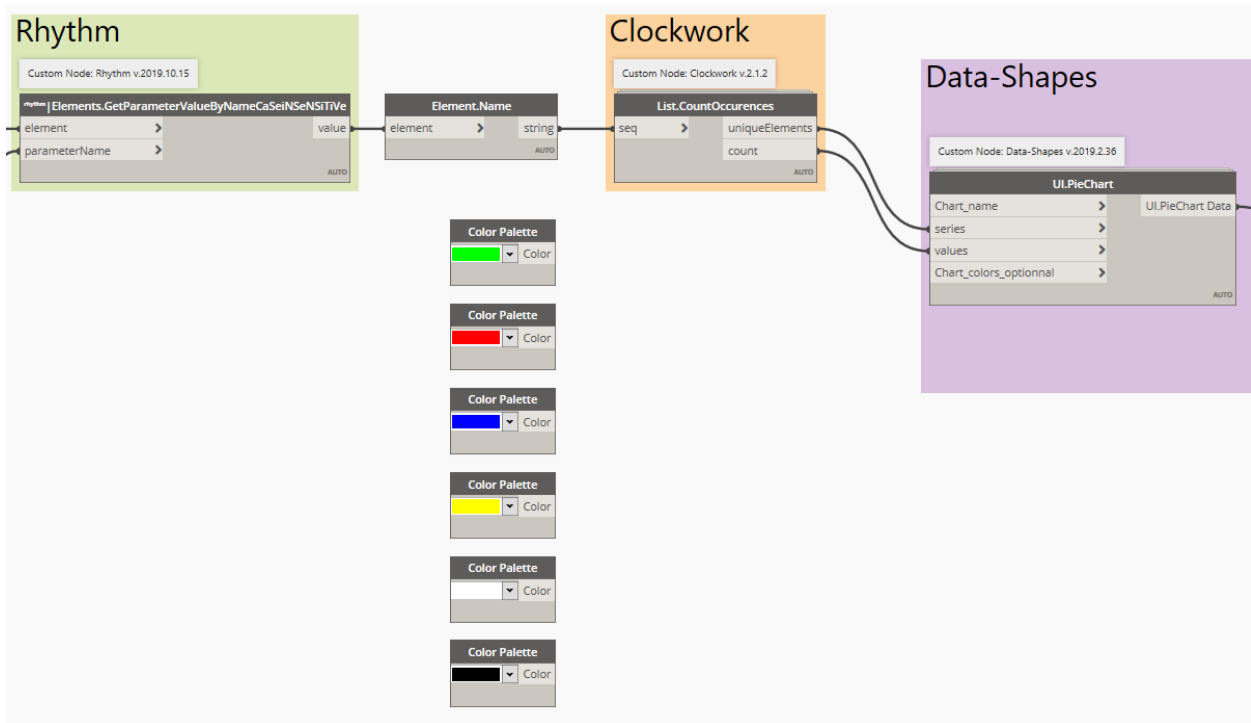 Rhythm
Custom Node: Rhythm v.2019.10.15
rhythm | Elements.GetParameterValueByNameCaSeiNSeNSiTiVe
element > value
parameterName >
AUTO
Element.Name
element > string
AUTO
Clockwork
Custom Node: Clockwork v.2.1.2
List.CountOccurences
seq > uniqueElements
count
AUTO
Data-Shapes
Custom Node: Data-Shapes v.2019.2.36
UI.PieChart
Chart_name > UI.PieChart Data
series >
values >
Chart_colors_optionnal >
AUTO
Color Palette
Color
Color Palette
Color
Color Palette
Color
Color Palette
Color
Color Palette
Color
Color Palette
Color